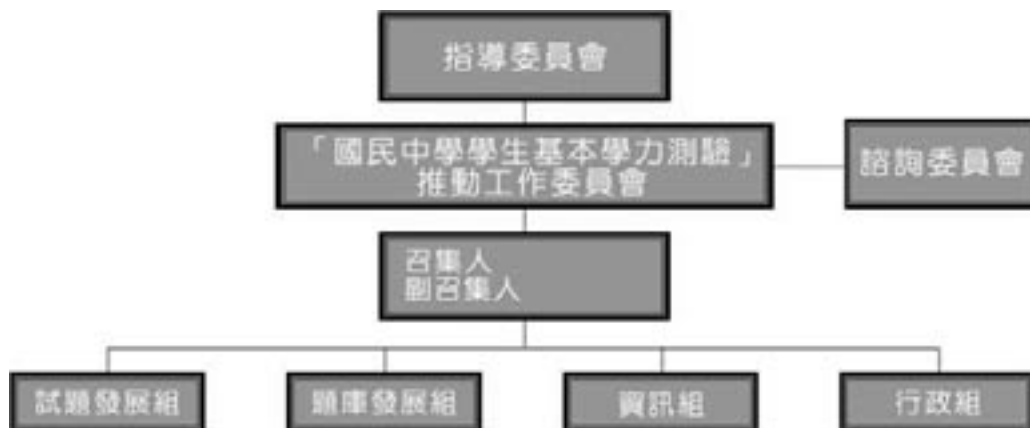 指導委員會
「國民中學學生基本學力測驗」
推動工作委員會
諮詢委員會
召集人
副召集人
試題發展組
題庫發展組
資訊組
行政組